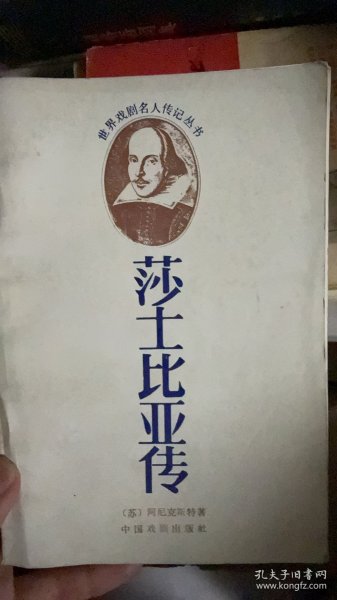 世界戏剧名人传记丛书
莎士比亚传
（苏）阿尼克斯特著
中国戏剧出版社
孔夫子旧书网
www.kongfz.com